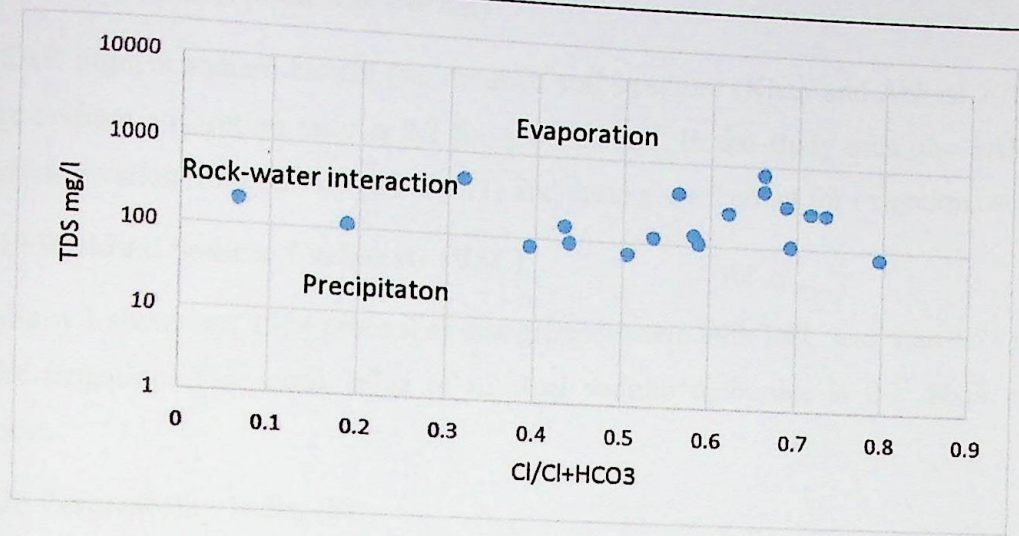 10000
1000
100
10
1
TDS mg/l
Evaporation
Rock-water interaction
Precipitaton
0 0.1 0.2 0.3 0.4 0.5 0.6 0.7 0.8 0.9
Cl/Cl+HCO3